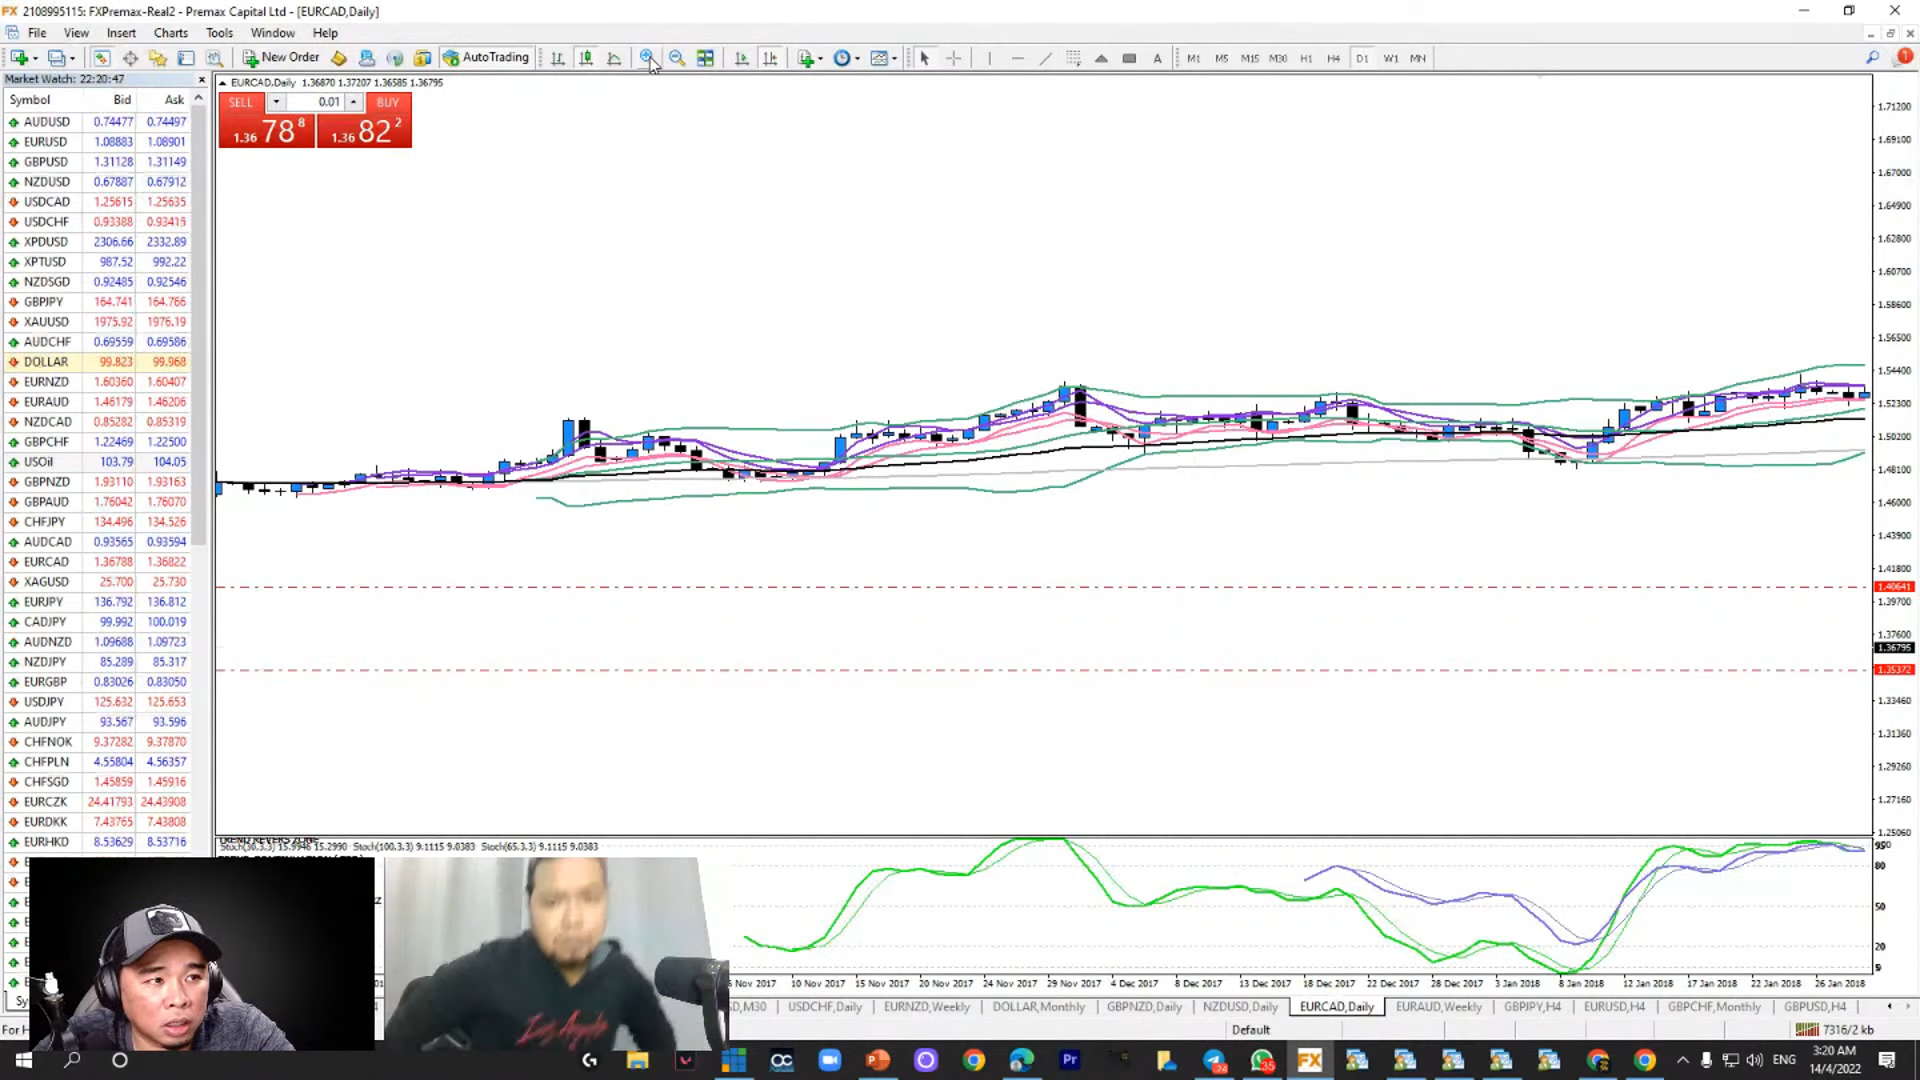 2108995115: FXPremax-Real2 - Premax Capital Ltd - [EURCAD,Daily]
File View Insert Charts Tools Window Help
New Order AutoTrading M1 M5 M15 M30 H1 H4 D1 W1 MN
Market Watch: 22:20:47
Symbol Bid Ask
AUDUSD 0.74477 0.74497
EURUSD 1.08883 1.08901
GBPUSD 1.31128 1.31149
NZDUSD 0.67887 0.67912
USDCAD 1.25615 1.25635
USDCHF 0.93388 0.93415
XPDUSD 2306.66 2332.89
XPTUSD 987.52 992.22
NZDSGD 0.92485 0.92546
GBPJPY 164.741 164.766
XAUUSD 1975.92 1976.19
AUDCHF 0.69559 0.69586
DOLLAR 99.823 99.968
EURNZD 1.60360 1.60407
EURAUD 1.46179 1.46206
NZDCAD 0.85282 0.85319
GBPCHF 1.22469 1.22500
USOil 103.79 104.05
GBPNZD 1.93110 1.93163
GBPAUD 1.76042 1.76070
CHFJPY 134.496 134.526
AUDCAD 0.93565 0.93594
EURCAD 1.36788 1.36822
XAGUSD 25.700 25.730
EURJPY 136.792 136.812
CADJPY 99.992 100.019
AUDNZD 1.09688 1.09723
NZDJPY 85.289 85.317
EURGBP 0.83026 0.83050
USDJPY 125.632 125.653
AUDJPY 93.567 93.596
CHFNOK 9.37282 9.37870
CHFPLN 4.55804 4.56357
CHFSGD 1.45859 1.45916
EURCZK 24.41793 24.43908
EURDKK 7.43765 7.43808
EURHKD 8.53629 8.53716
EURCAD,Daily 1.36870 1.37207 1.36585 1.36795
SELL 0.01 BUY
1.36 78 8 1.36 82 2
1.71200
1.69100
1.67000
1.64900
1.62800
1.60700
1.58600
1.56500
1.54400
1.52300
1.50200
1.48100
1.46000
1.43900
1.41800
1.40641
1.39700
1.37600
1.36795
1.35372
1.33460
1.31360
1.29260
1.27160
1.25060
TREND REVERS ZONE
Stoch(30,3,3) 15.9946 15.2990 Stoch(100,3,3) 9.1115 9.0383 Stoch(65,3,3) 9.1115 9.0383
80
50
20
Nov 2017 10 Nov 2017 15 Nov 2017 20 Nov 2017 24 Nov 2017 29 Nov 2017 4 Dec 2017 8 Dec 2017 13 Dec 2017 18 Dec 2017 22 Dec 2017 28 Dec 2017 3 Jan 2018 8 Jan 2018 12 Jan 2018 17 Jan 2018 22 Jan 2018 26 Jan 2018
D,M30 USDCHF,Daily EURNZD,Weekly DOLLAR,Monthly GBPNZD,Daily NZDUSD,Daily EURCAD,Daily EURAUD,Weekly GBPJPY,H4 EURUSD,H4 GBPCHF,Monthly GBPUSD,H4
Los Angeles
For H
Default
7316/2 kb
ENG
3:20 AM
14/4/2022